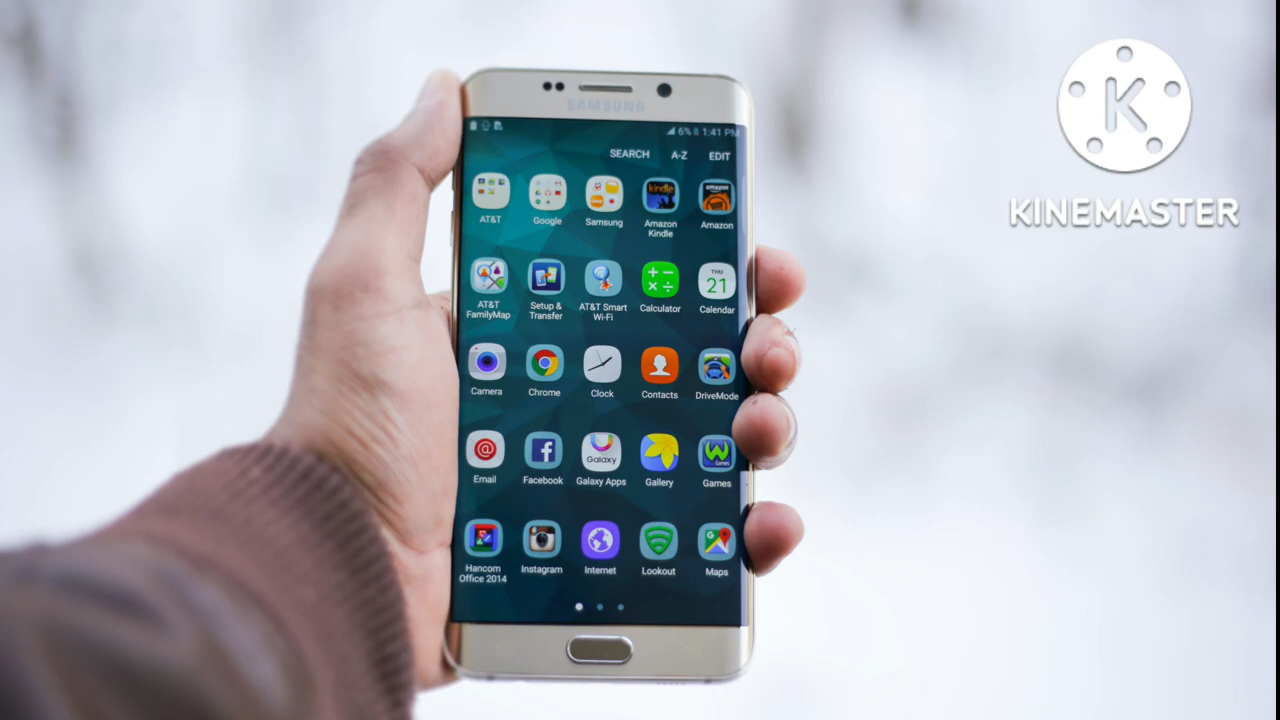 SAMSUNG
6% 1:41 PM
SEARCH A-Z EDIT
AT&T Google Samsung Amazon Kindle Amazon
kindle amazon
AT&T FamilyMap Setup & Transfer AT&T Smart Wi-Fi Calculator Calendar
THU
21
Camera Chrome Clock Contacts DriveMode
Email Facebook Galaxy Apps Gallery Games
Galaxy
Games
Hancom Office 2014 Instagram Internet Lookout Maps
K
KINEMASTER